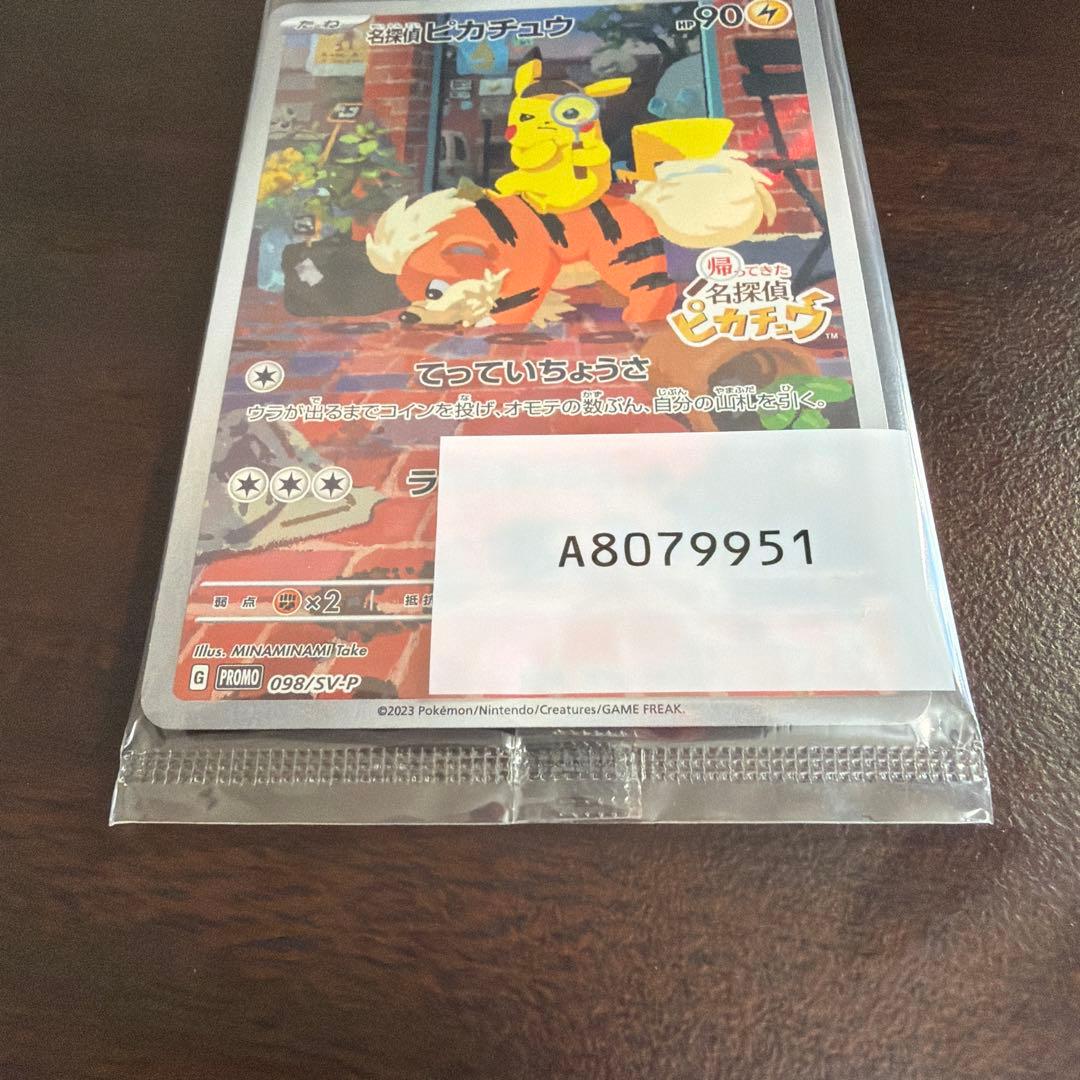 たね 名探偵ピカチュウ HP90
帰ってきた
名探偵
ピカチュウ™
てっていちょうさ
ウラが出るまでコインを投げ、オモテの数ぶん、自分の山札を引く。
ラ
A8079951
弱点 ×2 抵抗
Illus. MINAMINAMI Take
G PROMO 098/SV-P
©2023 Pokémon/Nintendo/Creatures/GAME FREAK.